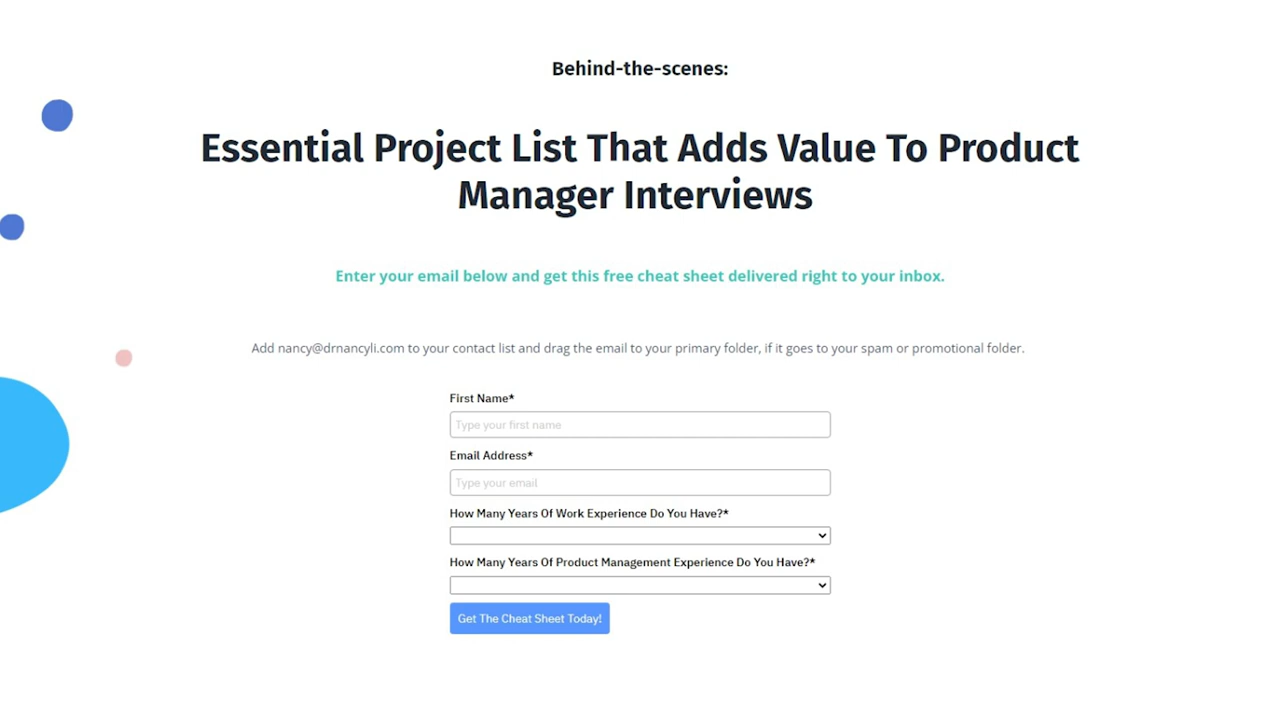 Behind-the-scenes:
Essential Project List That Adds Value To Product
Manager Interviews
Enter your email below and get this free cheat sheet delivered right to your inbox.
Add nancy@drnancyli.com to your contact list and drag the email to your primary folder, if it goes to your spam or promotional folder.
First Name*
Type your first name
Email Address*
Type your email
How Many Years Of Work Experience Do You Have?*
How Many Years Of Product Management Experience Do You Have?*
Get The Cheat Sheet Today!